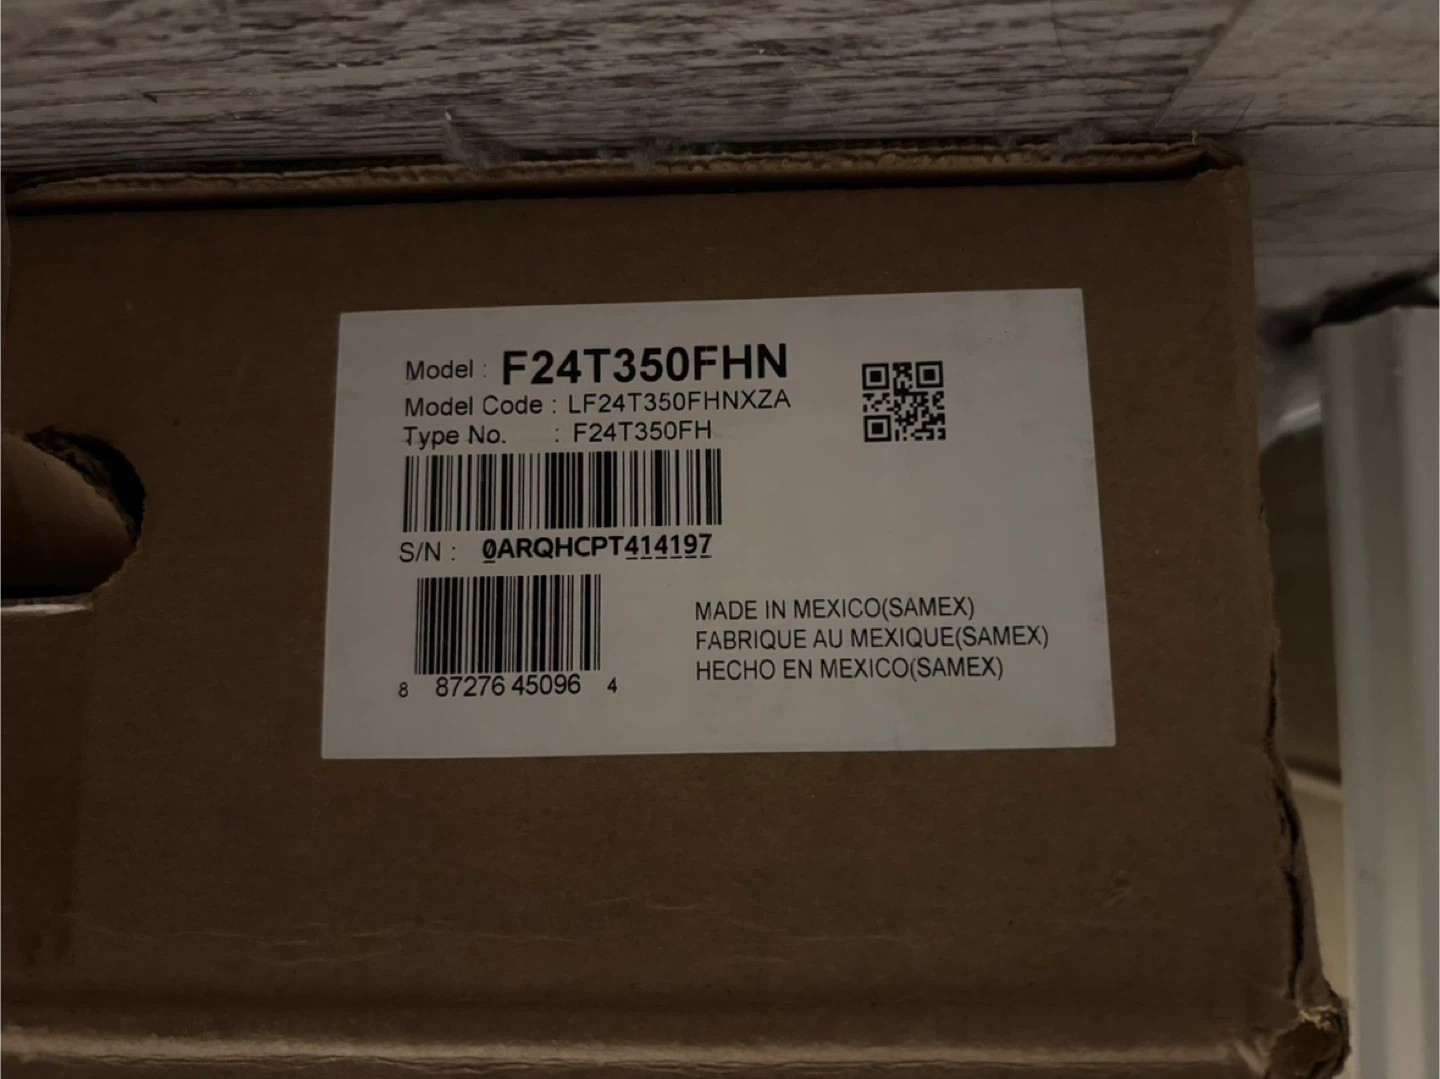 Model : F24T350FHN
Model Code : LF24T350FHNXZA
Type No. : F24T350FH
S/N : 0ARQHCPT414197
8 87276 45096 4
MADE IN MEXICO(SAMEX)
FABRIQUE AU MEXIQUE(SAMEX)
HECHO EN MEXICO(SAMEX)